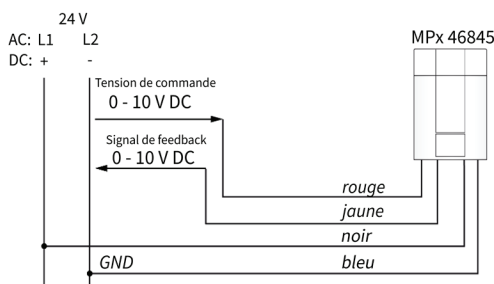 24 V
AC: L1 L2
DC: + -
MPx 46845
Tension de commande
0 - 10 V DC
Signal de feedback
0 - 10 V DC
rouge
jaune
noir
GND bleu